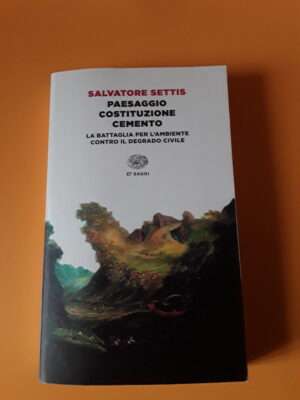 SALVATORE SETTIS
PAESAGGIO
COSTITUZIONE
CEMENTO
LA BATTAGLIA PER L'AMBIENTE
CONTRO IL DEGRADO CIVILE
ET SAGGI